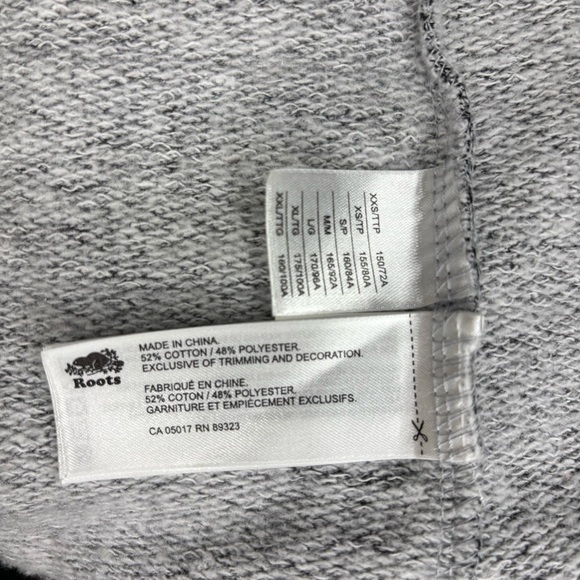 XXS/TTP 150/72A
XS/TP 155/80A
S/P 160/84A
M/M 165/92A
L/G 170/96A
XL/TG 175/100A
XXL/TTG 180/100A
Roots
MADE IN CHINA.
52% COTTON / 48% POLYESTER.
EXCLUSIVE OF TRIMMING AND DECORATION.
FABRIQUÉ EN CHINE.
52% COTON / 48% POLYESTER.
GARNITURE ET EMPIÈCEMENT EXCLUSIFS.
CA 05017 RN 89323